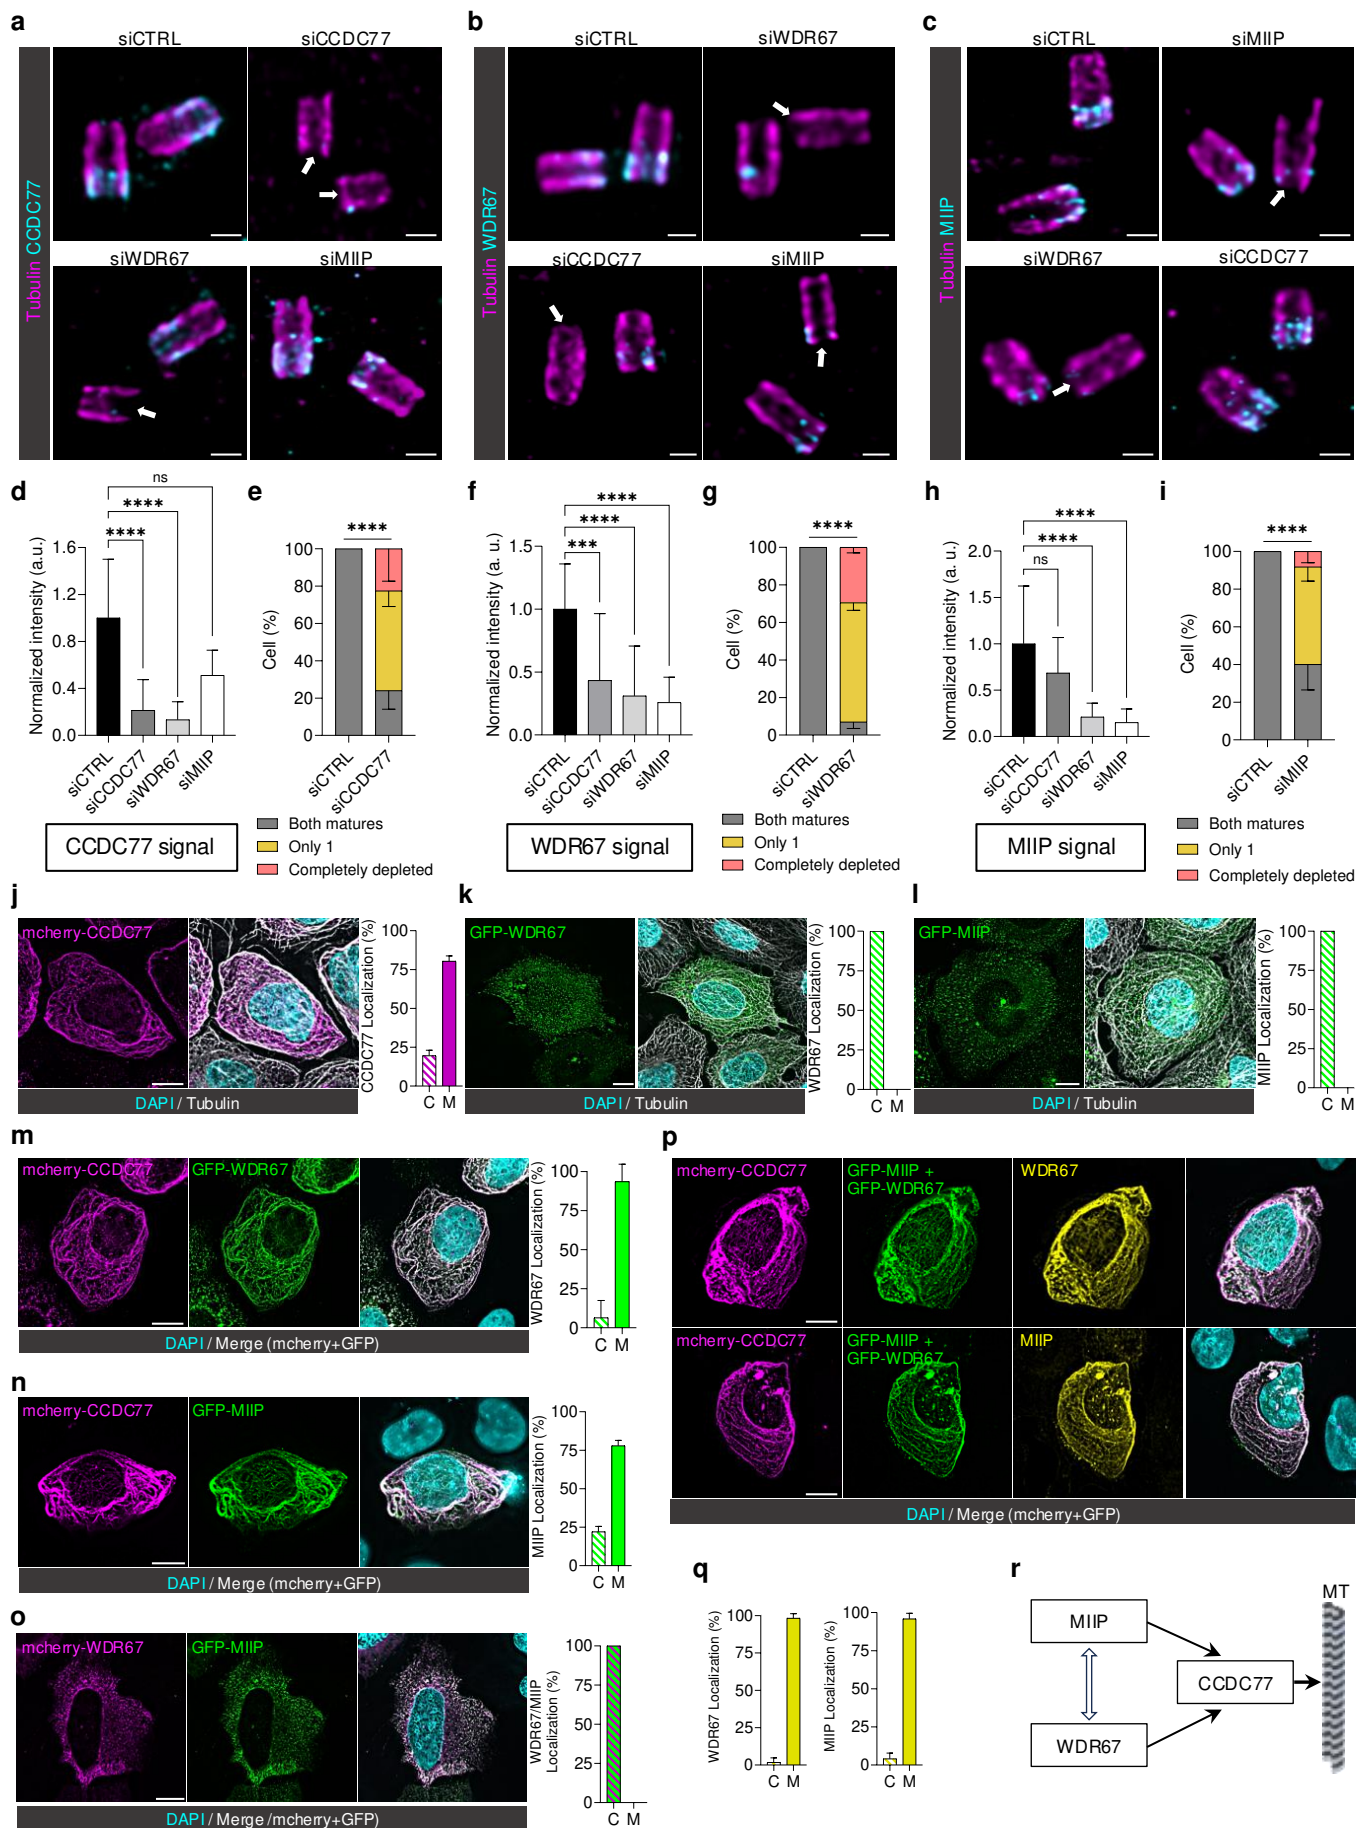 a
siCTRL
siCCDC77
Tubulin CCDC77
siWDR67
siMIIP
b
siCTRL
siWDR67
Tubulin WDR67
siCCDC77
siMIIP
c
siCTRL
siMIIP
Tubulin MIIP
siWDR67
siCCDC77
d
ns
****
****
Normalized intensity (a.u.)
1.6
1.2
0.8
0.4
0.0
siCTRL
siCCDC77
siWDR67
siMIIP
CCDC77 signal
e
****
Cell (%)
100
80
60
40
20
0
siCTRL
siCCDC77
Both matures
Only 1
Completely depleted
f
****
****
***
Normalized intensity (a. u.)
1.5
1.0
0.5
0.0
siCTRL
siCCDC77
siWDR67
siMIIP
WDR67 signal
g
****
Cell (%)
100
80
60
40
20
0
siCTRL
siWDR67
Both matures
Only 1
Completely depleted
h
****
****
ns
Normalized intensity (a. u.)
2.0
1.5
1.0
0.5
0.0
siCTRL
siCCDC77
siWDR67
siMIIP
MIIP signal
i
****
Cell (%)
100
80
60
40
20
0
siCTRL
siMIIP
Both matures
Only 1
Completely depleted
j
mcherry-CCDC77
DAPI / Tubulin
CCDC77 Localization (%)
100
75
50
25
0
C M
k
GFP-WDR67
DAPI / Tubulin
WDR67 Localization (%)
100
75
50
25
0
C M
l
GFP-MIIP
DAPI / Tubulin
MIIP Localization (%)
100
75
50
25
0
C M
m
mcherry-CCDC77
GFP-WDR67
DAPI / Merge (mcherry+GFP)
WDR67 Localization (%)
100
75
50
25
0
C M
n
mcherry-CCDC77
GFP-MIIP
DAPI / Merge (mcherry+GFP)
MIIP Localization (%)
100
75
50
25
0
C M
o
mcherry-WDR67
GFP-MIIP
DAPI / Merge /mcherry+GFP)
WDR67/MIIP
Localization (%)
100
75
50
25
0
C M
p
mcherry-CCDC77
GFP-MIIP +
GFP-WDR67
WDR67
mcherry-CCDC77
GFP-MIIP +
GFP-WDR67
MIIP
DAPI / Merge (mcherry+GFP)
q
WDR67 Localization (%)
100
75
50
25
0
C M
MIIP Localization (%)
100
75
50
25
0
C M
r
MT
MIIP
CCDC77
WDR67